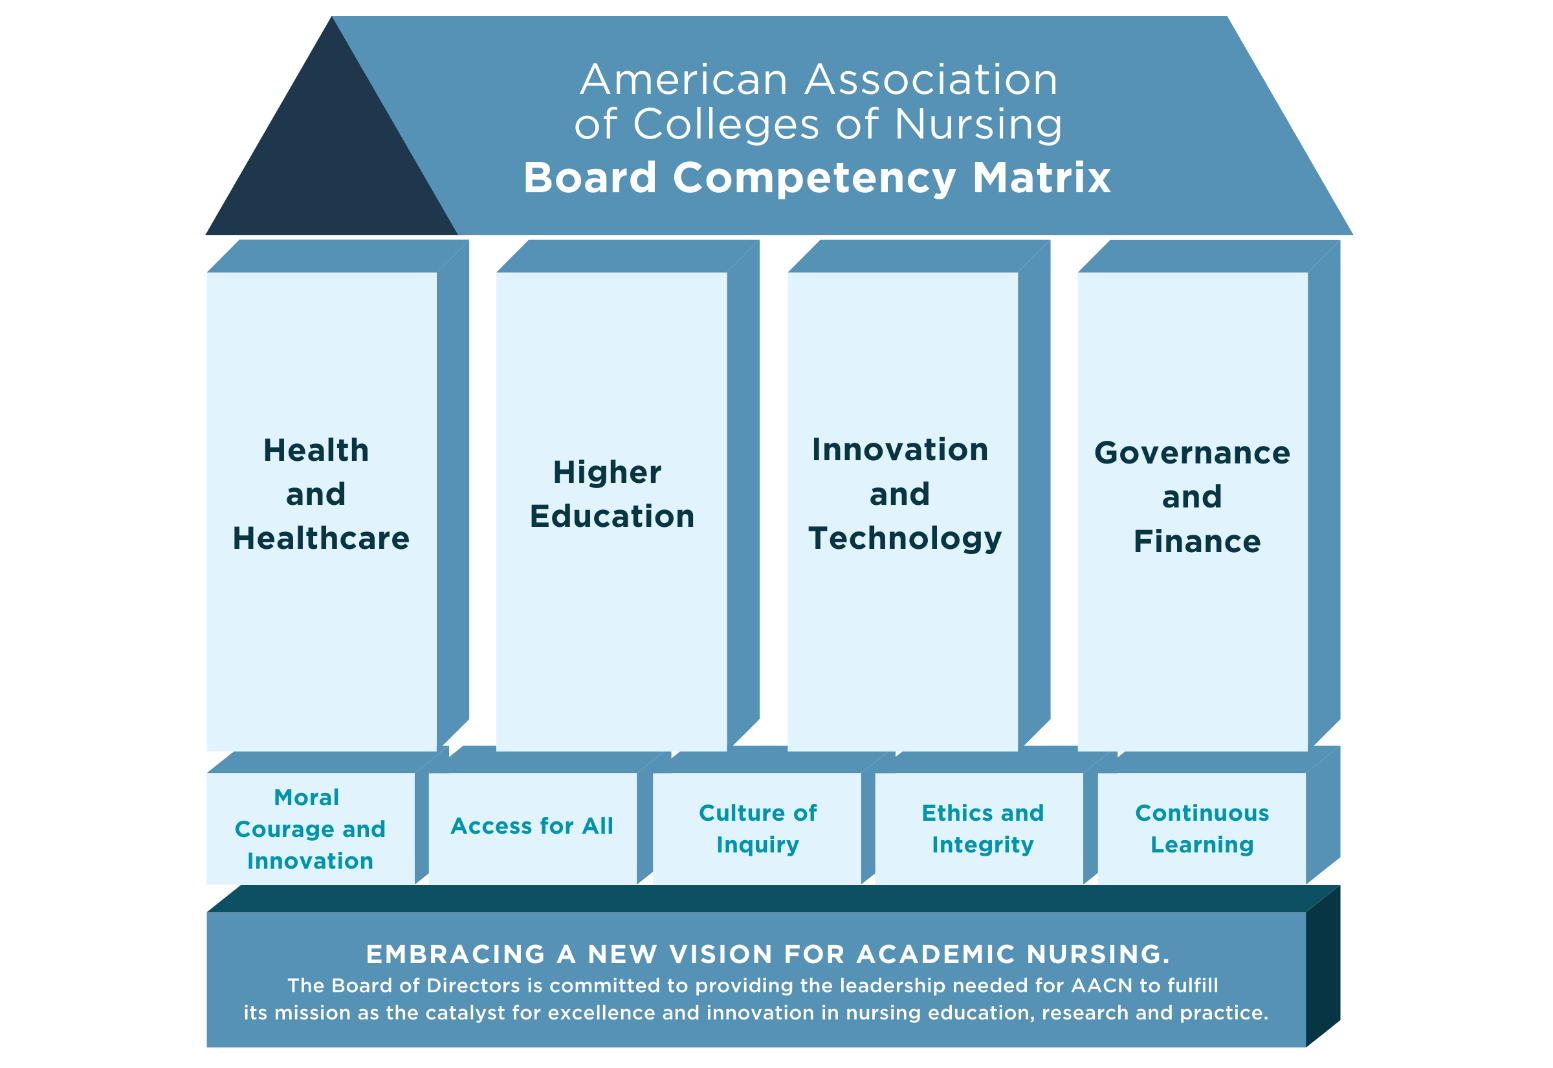 American Association
of Colleges of Nursing
Board Competency Matrix
Health
and
Healthcare
Higher
Education
Innovation
and
Technology
Governance
and
Finance
Moral
Courage and
Innovation
Access for All
Culture of
Inquiry
Ethics and
Integrity
Continuous
Learning
EMBRACING A NEW VISION FOR ACADEMIC NURSING.
The Board of Directors is committed to providing the leadership needed for AACN to fulfill
its mission as the catalyst for excellence and innovation in nursing education, research and practice.